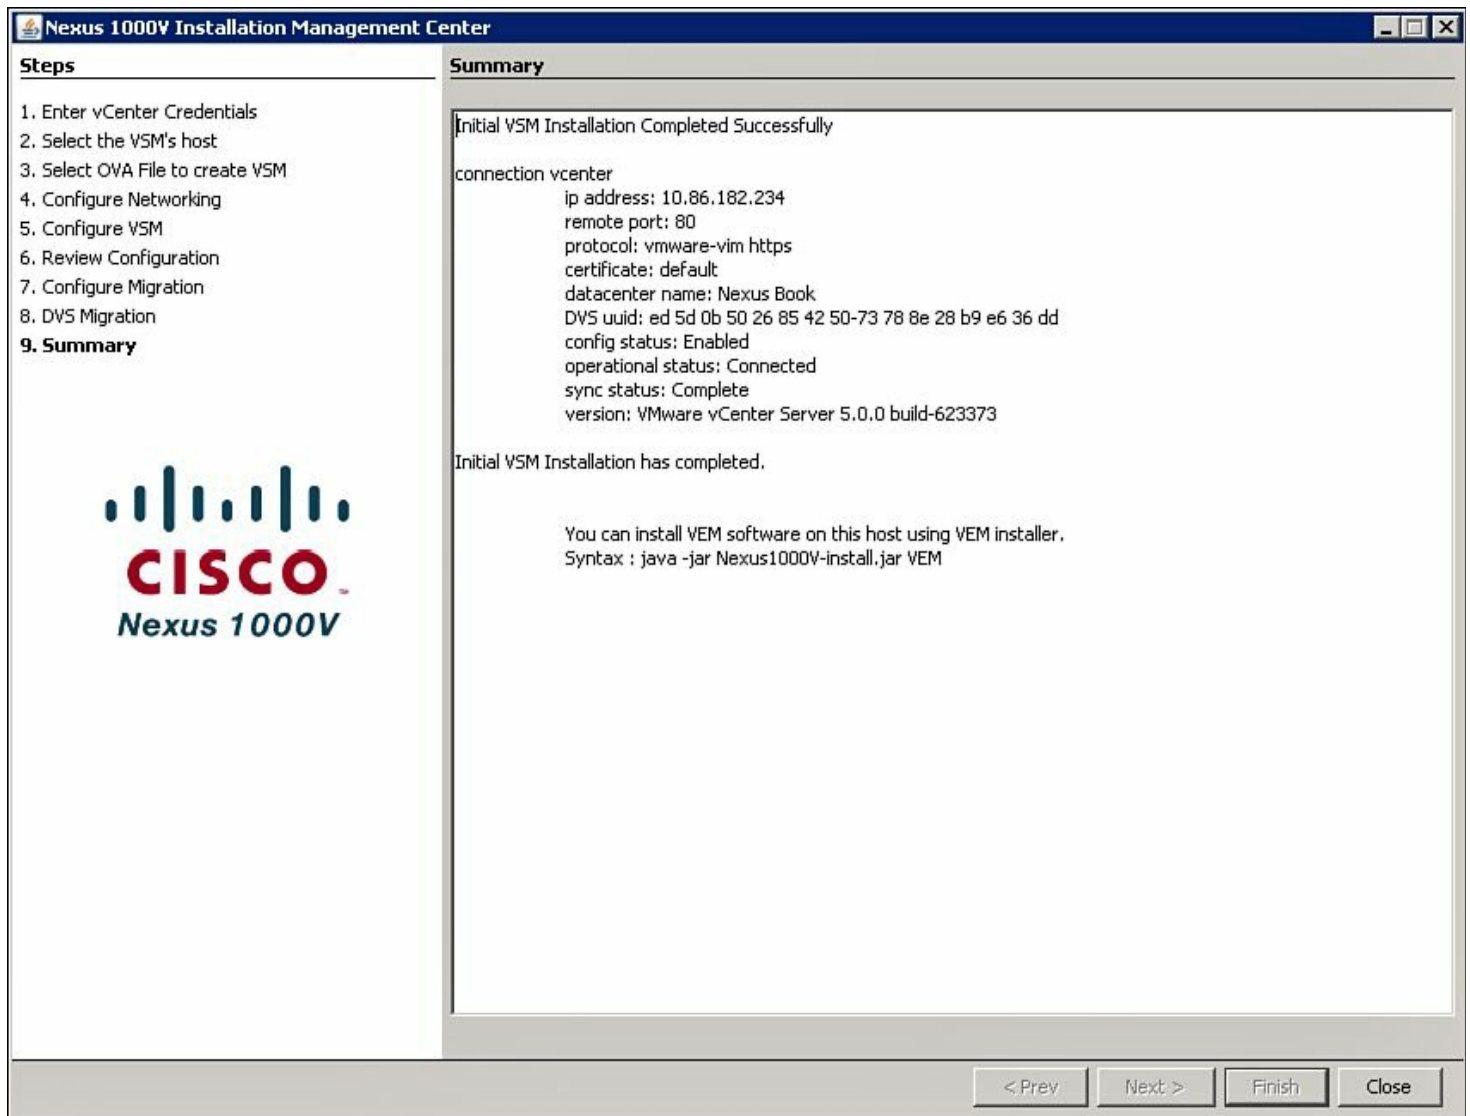 Nexus 1000V Installation Management Center
Steps
1. Enter vCenter Credentials
2. Select the VSM's host
3. Select OVA File to create VSM
4. Configure Networking
5. Configure VSM
6. Review Configuration
7. Configure Migration
8. DVS Migration
9. Summary
CISCO
Nexus 1000V
Summary
Initial VSM Installation Completed Successfully
connection vcenter
ip address: 10.86.182.234
remote port: 80
protocol: vmware-vim https
certificate: default
datacenter name: Nexus Book
DVS uuid: ed 5d 0b 50 26 85 42 50-73 78 8e 28 b9 e6 36 dd
config status: Enabled
operational status: Connected
sync status: Complete
version: VMware vCenter Server 5.0.0 build-623373
Initial VSM Installation has completed.
You can install VEM software on this host using VEM installer.
Syntax : java -jar Nexus1000V-install.jar VEM
< Prev
Next >
Finish
Close